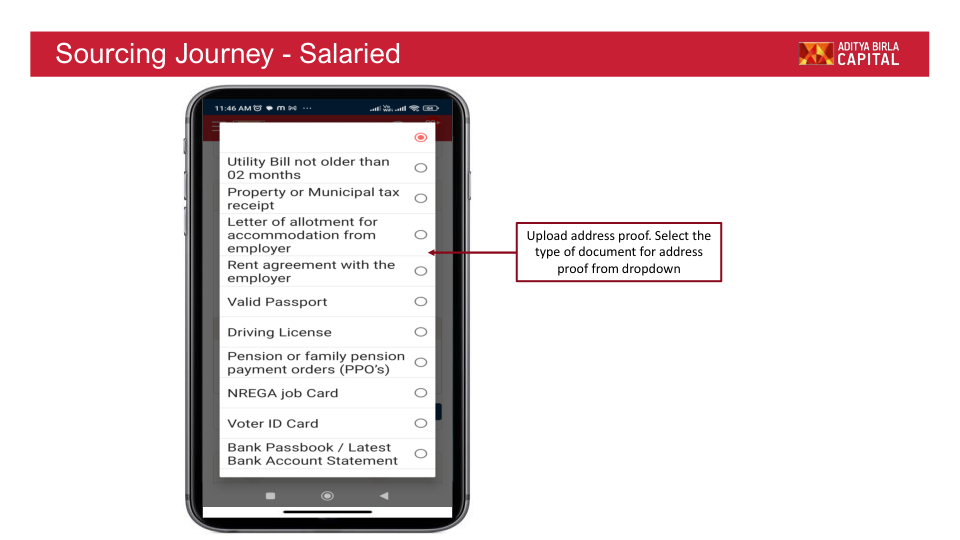 Sourcing Journey - Salaried
ADITYA BIRLA
CAPITAL
11:46 AM
Utility Bill not older than
02 months
Property or Municipal tax
receipt
Letter of allotment for
accommodation from
employer
Rent agreement with the
employer
Valid Passport
Driving License
Pension or family pension
payment orders (PPO's)
NREGA job Card
Voter ID Card
Bank Passbook / Latest
Bank Account Statement
Upload address proof. Select the
type of document for address
proof from dropdown